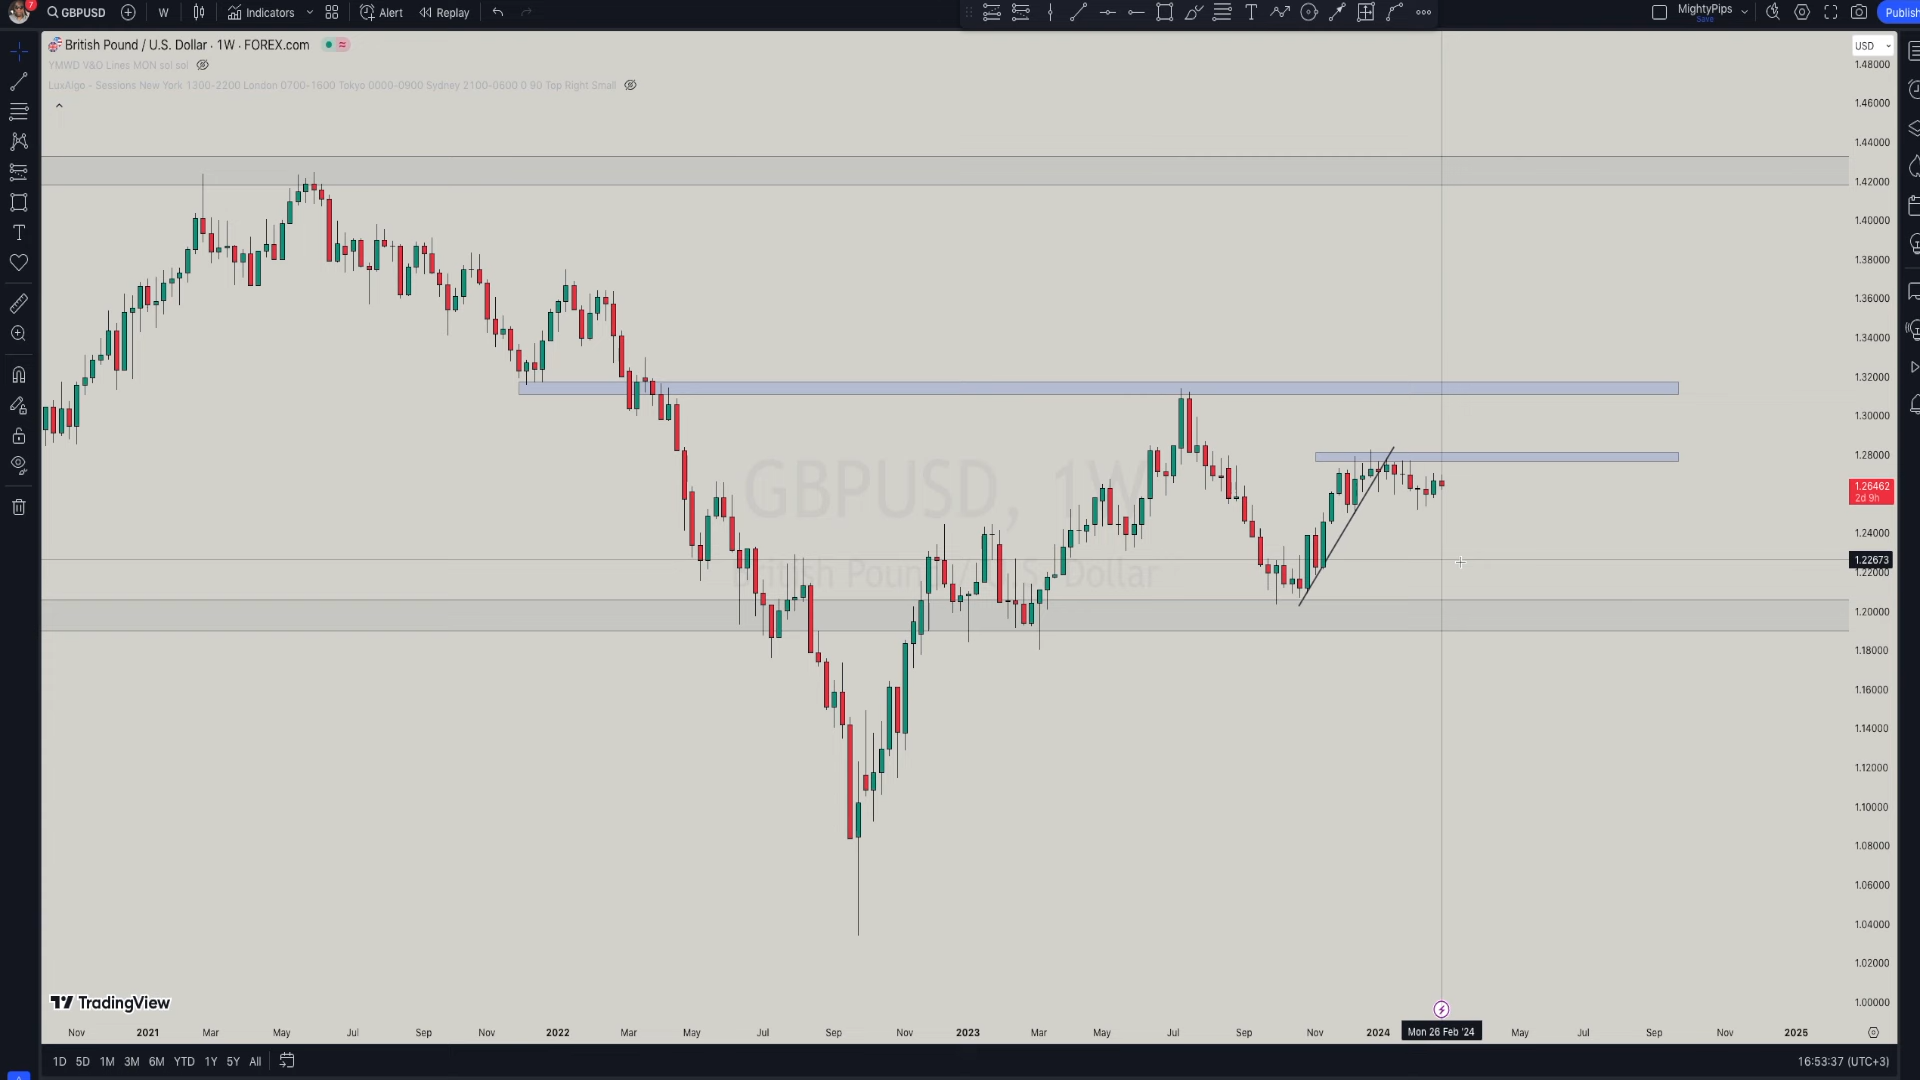 7
GBPUSD
W
Indicators
Alert
Replay
MightyPips
Save
Publish
British Pound / U.S. Dollar · 1W · FOREX.com
USD
YMWD V&O Lines MON sol sol
LuxAlgo - Sessions New York 1300-2200 London 0700-1600 Tokyo 0000-0900 Sydney 2100-0600 0 90 Top Right Small
1.48000
1.46000
1.44000
1.42000
1.40000
1.38000
1.36000
1.34000
1.32000
1.30000
1.28000
1.26462
2d 9h
1.24000
1.22673
1.22000
1.20000
1.18000
1.16000
1.14000
1.12000
1.10000
1.08000
1.06000
1.04000
1.02000
1.00000
GBPUSD, 1W
British Pound / U.S. Dollar
TradingView
Nov 2021 Mar May Jul Sep Nov 2022 Mar May Jul Sep Nov 2023 Mar May Jul Sep Nov 2024 Mon 26 Feb '24 May Jul Sep Nov 2025
1D 5D 1M 3M 6M YTD 1Y 5Y All
16:53:37 (UTC+3)